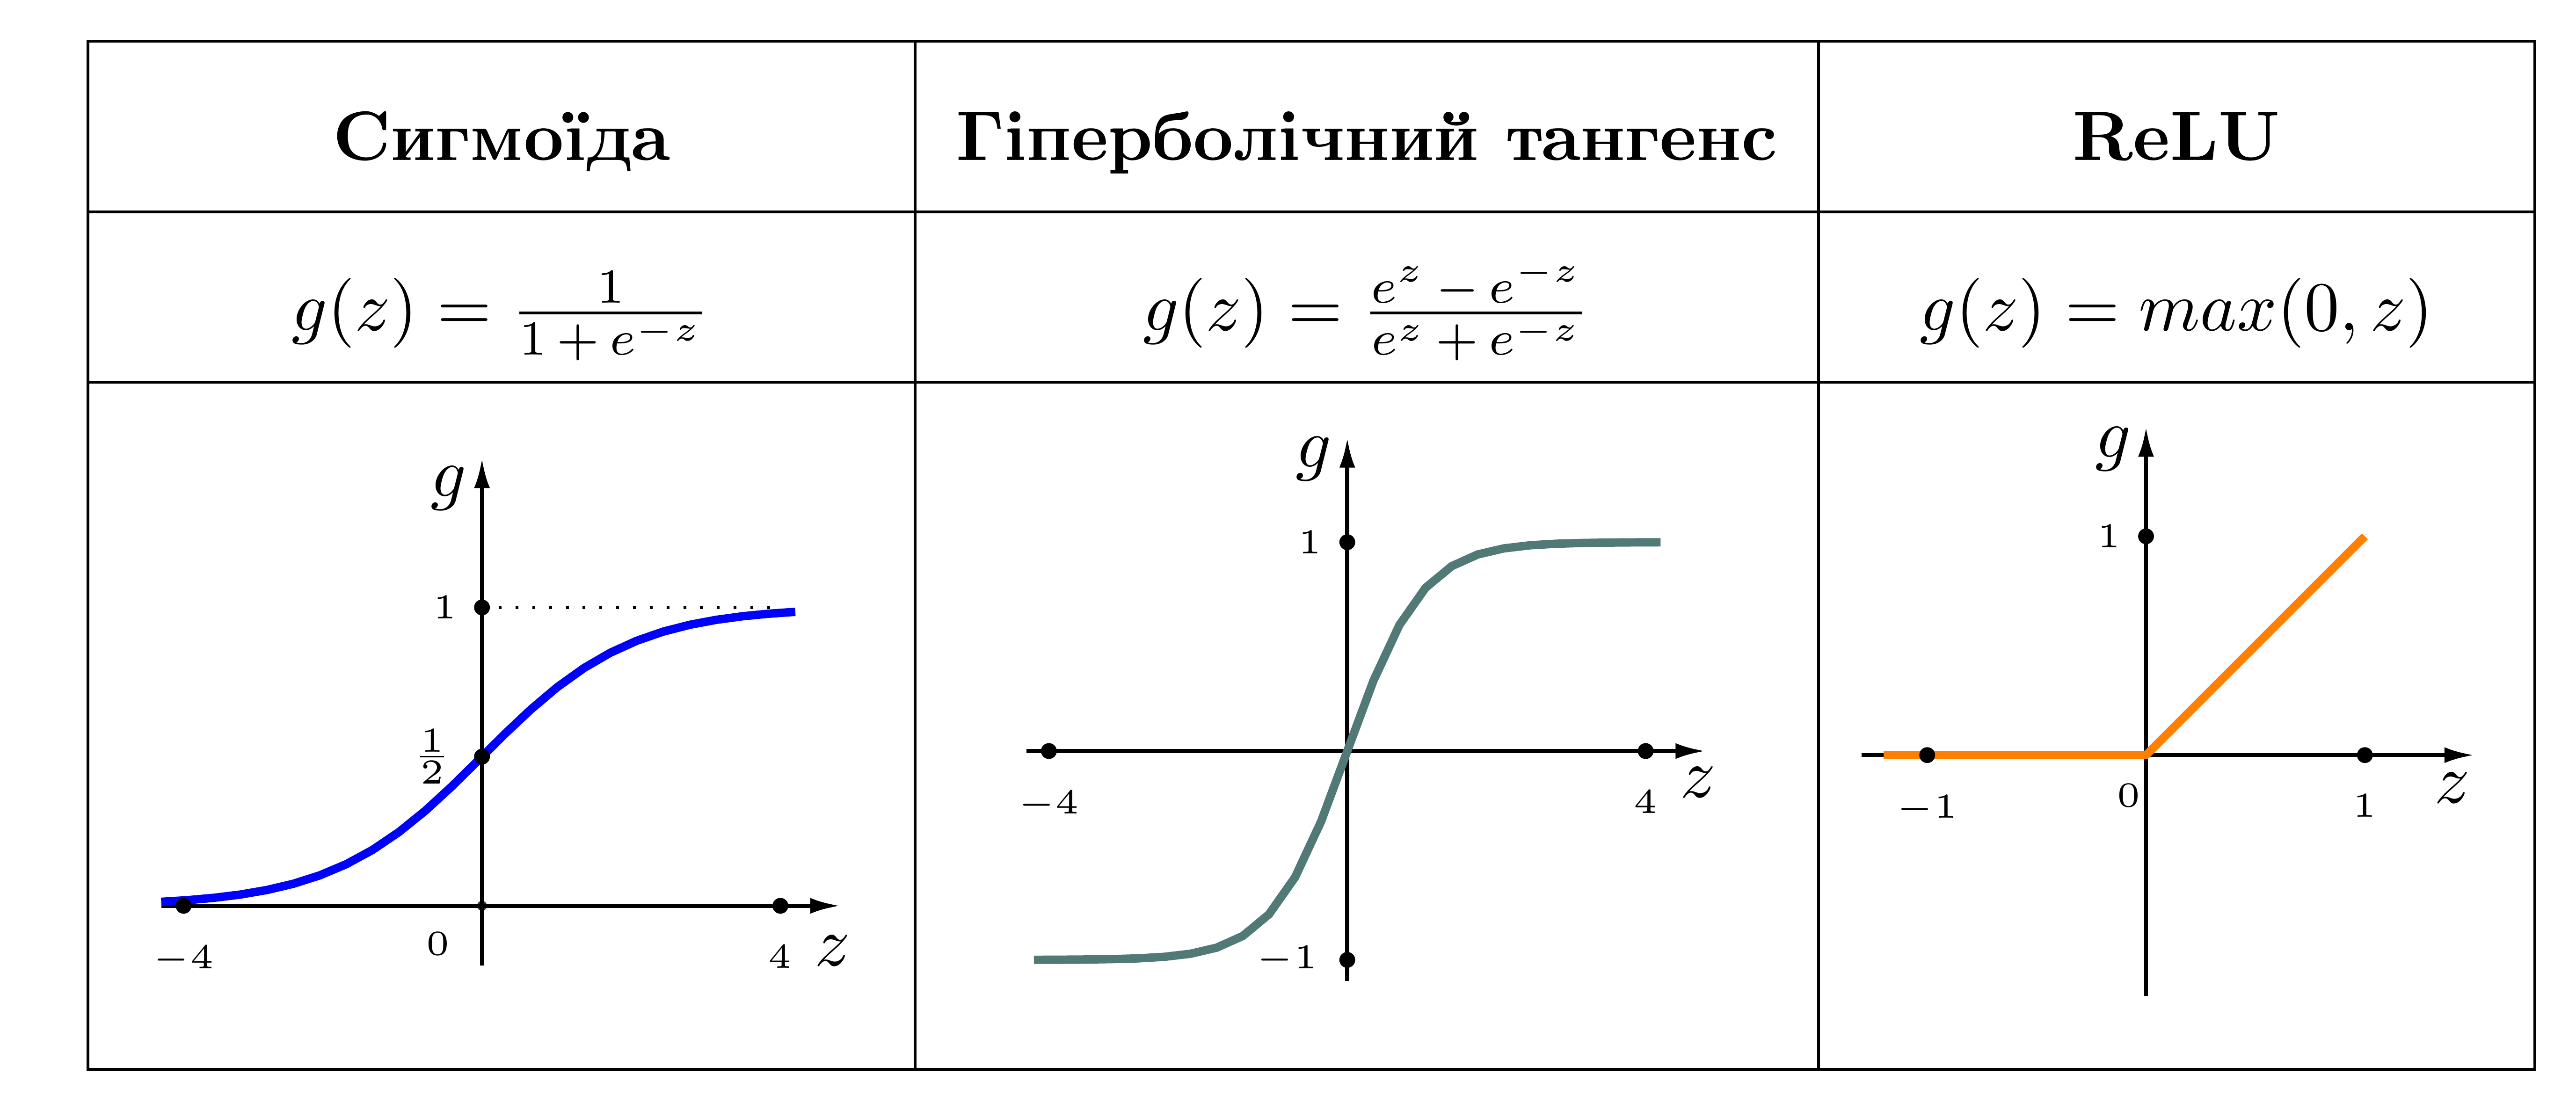 Сигмоїда
Гіперболічний тангенс
ReLU
g(z) = \frac{1}{1 + e^{-z}}
g(z) = \frac{e^z - e^{-z}}{e^z + e^{-z}}
g(z) = max(0, z)
g
1
1/2
0
−4
4
z
g
1
−4
4
z
−1
g
1
−1
0
1
z